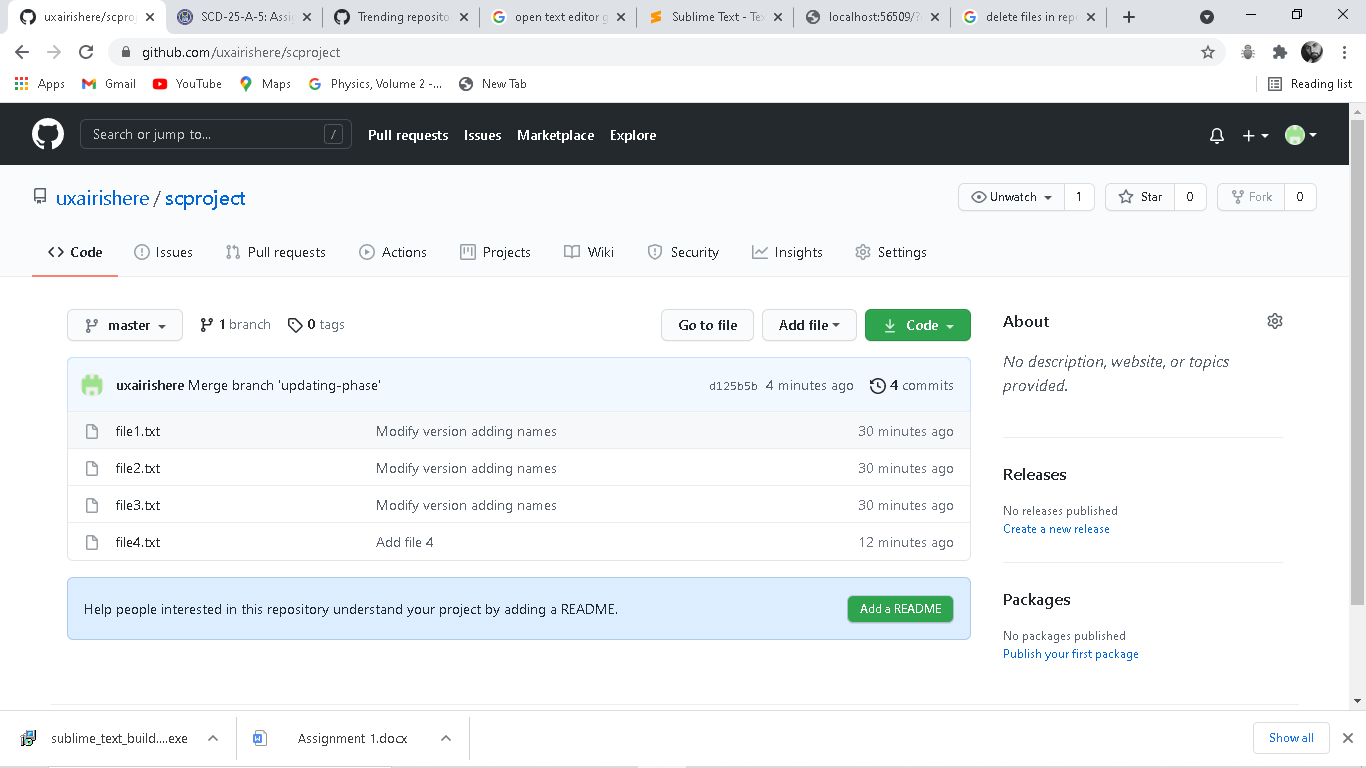 uxairishere/scpro
SCD-25-A-5: Assi
Trending reposito
open text editor g
Sublime Text - Te
localhost:56509/?
delete files in rep
github.com/uxairishere/scproject
Apps Gmail YouTube Maps Physics, Volume 2 -... New Tab Reading list
Search or jump to... / Pull requests Issues Marketplace Explore
uxairishere / scproject Unwatch 1 Star 0 Fork 0
Code Issues Pull requests Actions Projects Wiki Security Insights Settings
master 1 branch 0 tags Go to file Add file Code
uxairishere Merge branch 'updating-phase' d125b5b 4 minutes ago 4 commits
file1.txt Modify version adding names 30 minutes ago
file2.txt Modify version adding names 30 minutes ago
file3.txt Modify version adding names 30 minutes ago
file4.txt Add file 4 12 minutes ago
Help people interested in this repository understand your project by adding a README. Add a README
About
No description, website, or topics
provided.
Releases
No releases published
Create a new release
Packages
No packages published
Publish your first package
sublime_text_build....exe Assignment 1.docx Show all